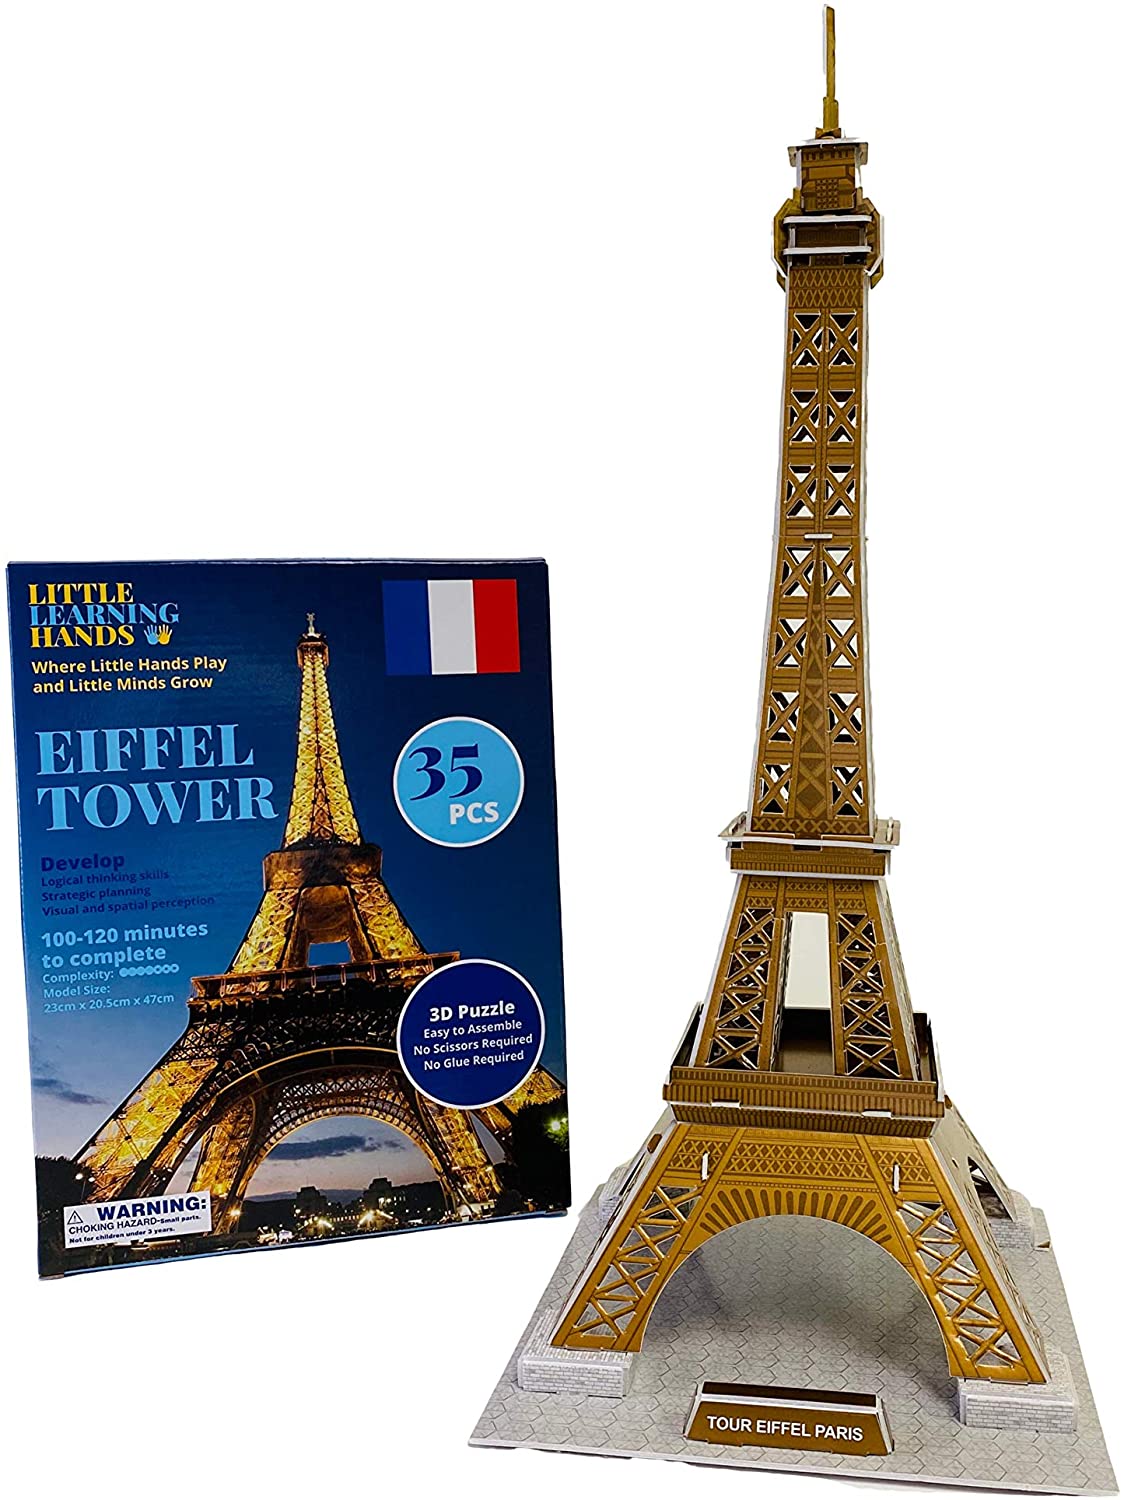 LITTLE
LEARNING
HANDS
Where Little Hands Play
and Little Minds Grow
EIFFEL
TOWER
35
PCS
Develop
Logical thinking skills
Strategic planning
Visual and spatial perception
100-120 minutes
to complete
Complexity:
Model Size:
23cm x 20.5cm x 47cm
3D Puzzle
Easy to Assemble
No Scissors Required
No Glue Required
WARNING:
CHOKING HAZARD-Small parts.
Not for children under 3 years.
TOUR EIFFEL PARIS